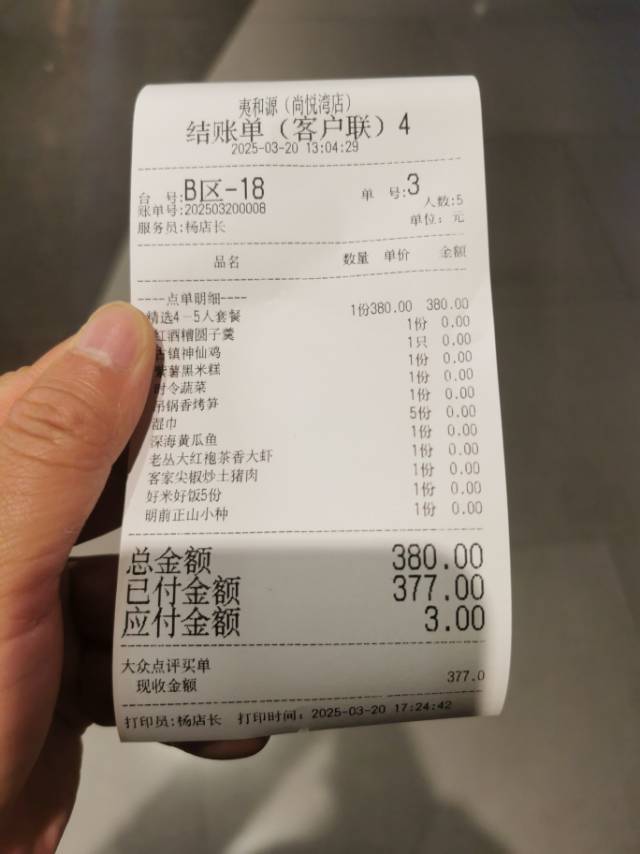 夷和源（尚悦湾店）
结账单（客户联）4
2025-03-20 13:04:29
台 号:B区-18 单 号:3
账单号:202503200008 人数:5
服务员:杨店长 单位: 元
品名 数量 单价 金额
----点单明细----
精选4-5人套餐 1份380.00 380.00
红酒糟圆子羹 1份 0.00
古镇神仙鸡 1只 0.00
紫薯黑米糕 1份 0.00
时令蔬菜 1份 0.00
吊锅香烤笋 1份 0.00
湿巾 5份 0.00
深海黄瓜鱼 1份 0.00
老丛大红袍茶香大虾 1份 0.00
客家尖椒炒土猪肉 1份 0.00
好米好饭5份 1份 0.00
明前正山小种 1份 0.00
总金额 380.00
已付金额 377.00
应付金额 3.00
大众点评买单
现收金额 377.0
打印员:杨店长 打印时间: 2025-03-20 17:24:42